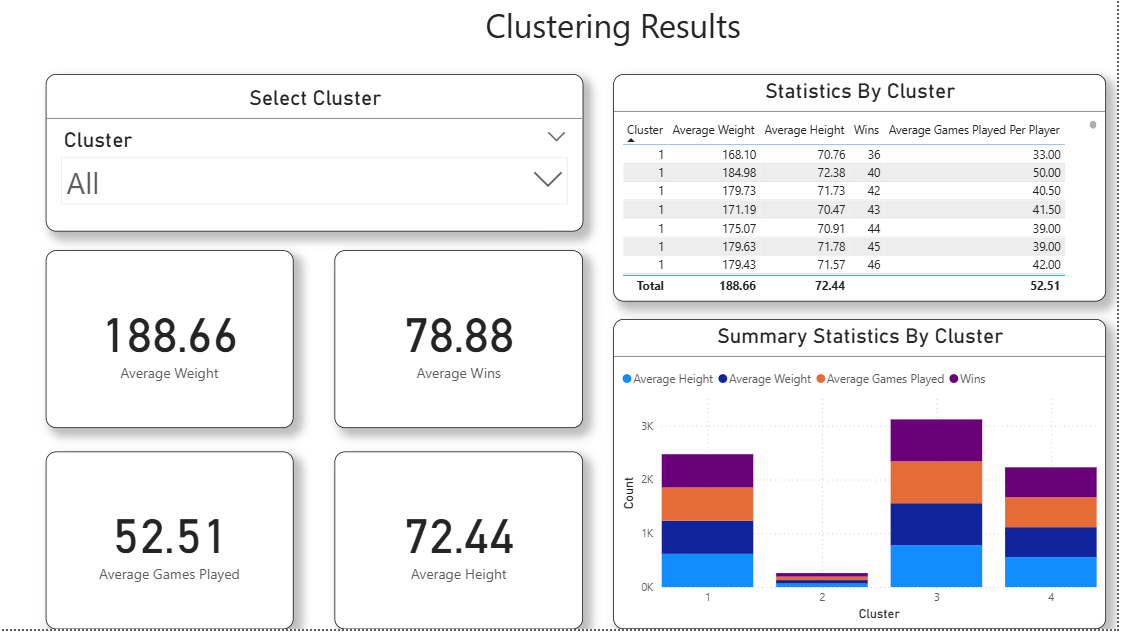 Clustering Results
Select Cluster
Cluster
All
188.66
Average Weight
78.88
Average Wins
52.51
Average Games Played
72.44
Average Height
Statistics By Cluster
Cluster Average Weight Average Height Wins Average Games Played Per Player
1 168.10 70.76 36 33.00
1 184.98 72.38 40 50.00
1 179.73 71.73 42 40.50
1 171.19 70.47 43 41.50
1 175.07 70.91 44 39.00
1 179.63 71.78 45 39.00
1 179.43 71.57 46 42.00
Total 188.66 72.44 52.51
Summary Statistics By Cluster
Average Height Average Weight Average Games Played Wins
3K
2K
1K
0K
Count
1 2 3 4
Cluster